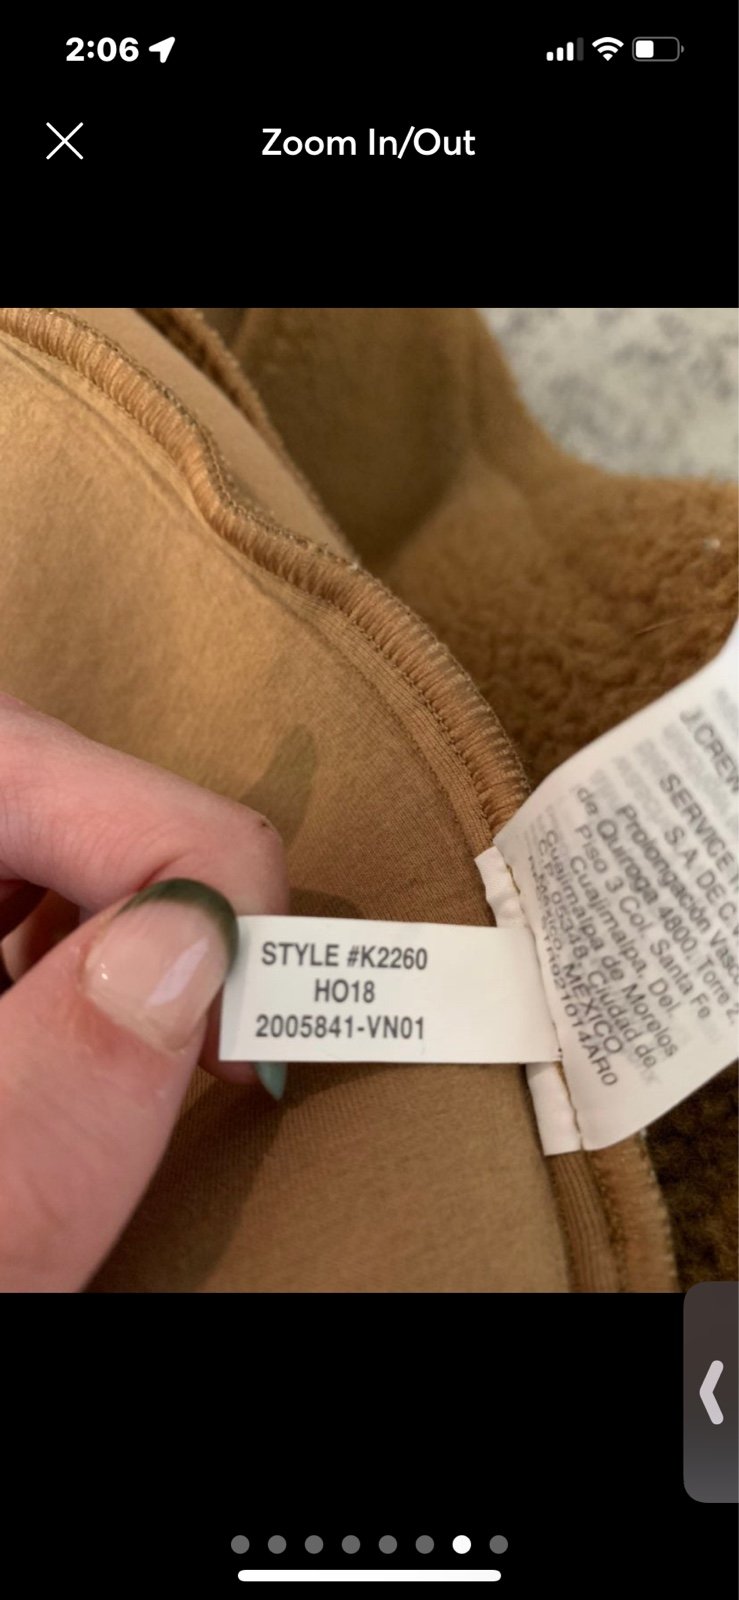 2:06
Zoom In/Out
STYLE #K2260
HO18
2005841-VN01
J.CREW
SERVICE
S.A. DE C.
Prolongación Vasco
de Quiroga 4800, Torre 2,
Piso 3 Col. Santa Fe
Cuajimalpa, Del.
Cuajimalpa de Morelos
05348, Ciudad de
MÉXICO